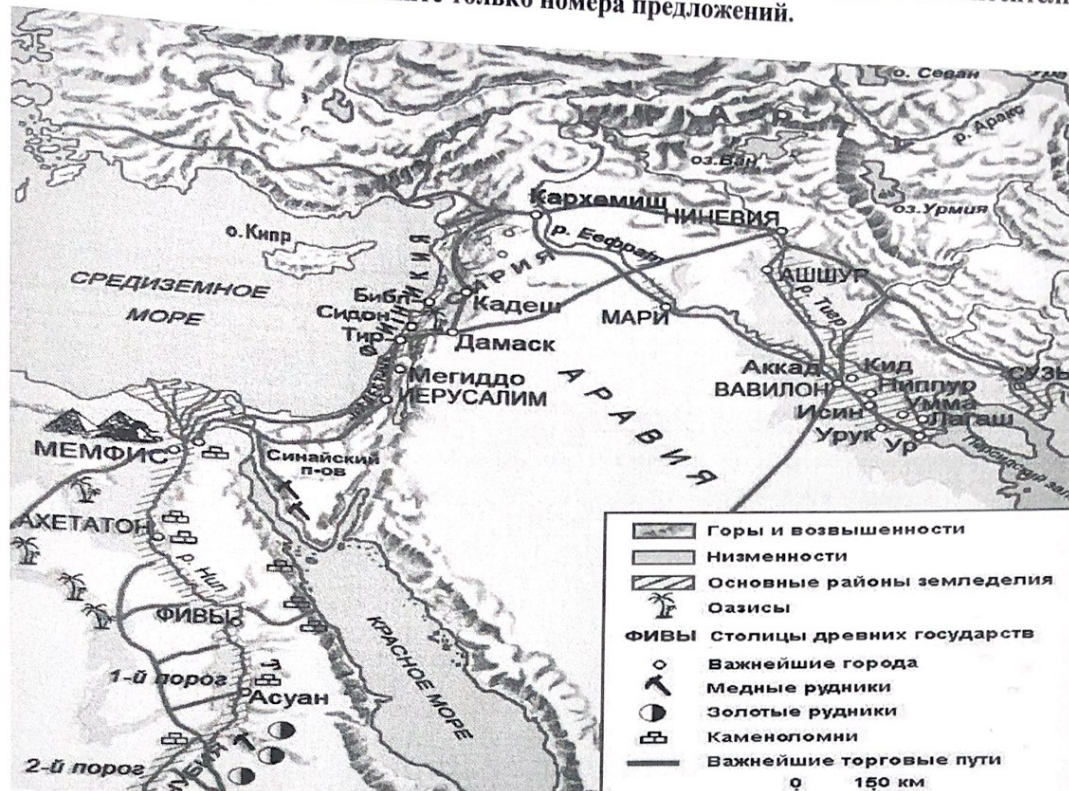 только номера предложений.
о. Севан
р. Аракс
оз. Ван
оз. Урмия
Кархемиш
НИНЕВИЯ
р. Евфрат
о. Кипр
АШШУР
р. Тигр
СРЕДИЗЕМНОЕ
МОРЕ
Библ
Сидон
Тир
Кадеш
МАРИ
Дамаск
Мегиддо
ИЕРУСАЛИМ
АРАВИЯ
Аккад
ВАВИЛОН
Кид
Ниппур
Умма
Лагаш
Исин
Урук
Ур
СУЗЫ
МЕМФИС
Синайский
п-ов
АХЕТАТОН
р. Нил
ФИВЫ
КРАСНОЕ МОРЕ
1-й порог
Асуан
2-й порог
Горы и возвышенности
Низменности
Основные районы земледелия
Оазисы
ФИВЫ Столицы древних государств
Важнейшие города
Медные рудники
Золотые рудники
Каменоломни
Важнейшие торговые пути
0 150 км